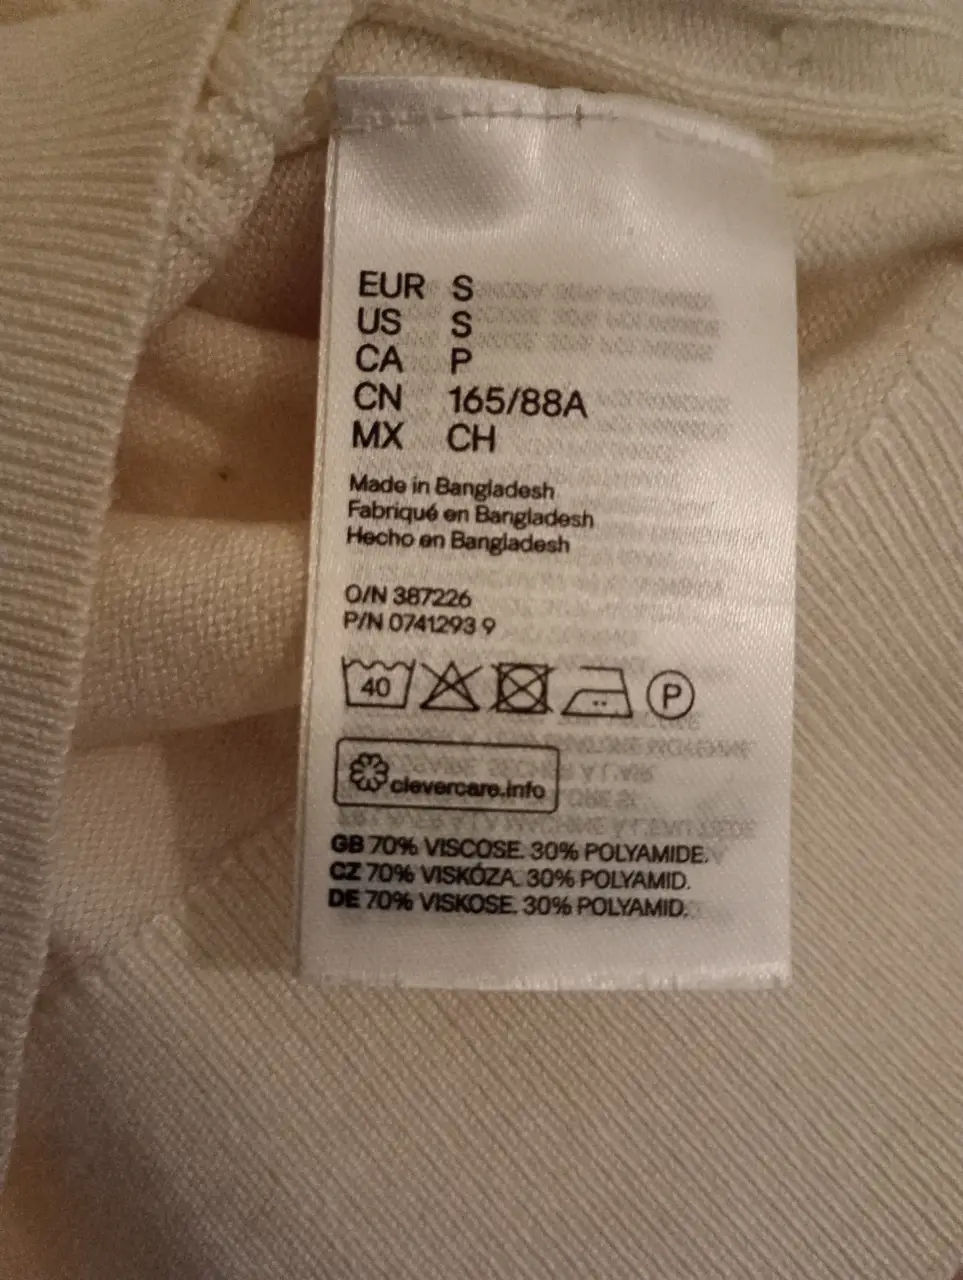 EUR S
US S
CA P
CN 165/88A
MX CH
Made in Bangladesh
Fabriqué en Bangladesh
Hecho en Bangladesh
O/N 387226
P/N 0741293 9
40 P
clevercare.info
GB 70% VISCOSE. 30% POLYAMIDE.
CZ 70% VISKÓZA. 30% POLYAMID.
DE 70% VISKOSE. 30% POLYAMID.